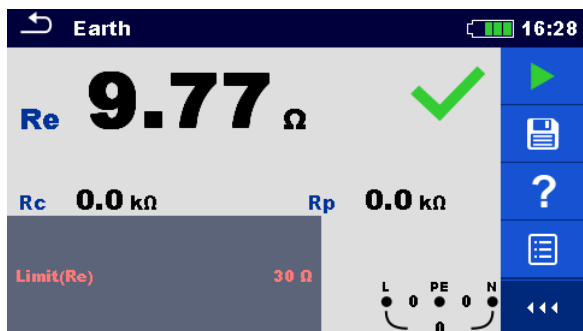 Earth 16:28
Re 9.77 Ω
Rc 0.0 kΩ Rp 0.0 kΩ
?
Limit(Re) 30 Ω
L PE N
0 0
0